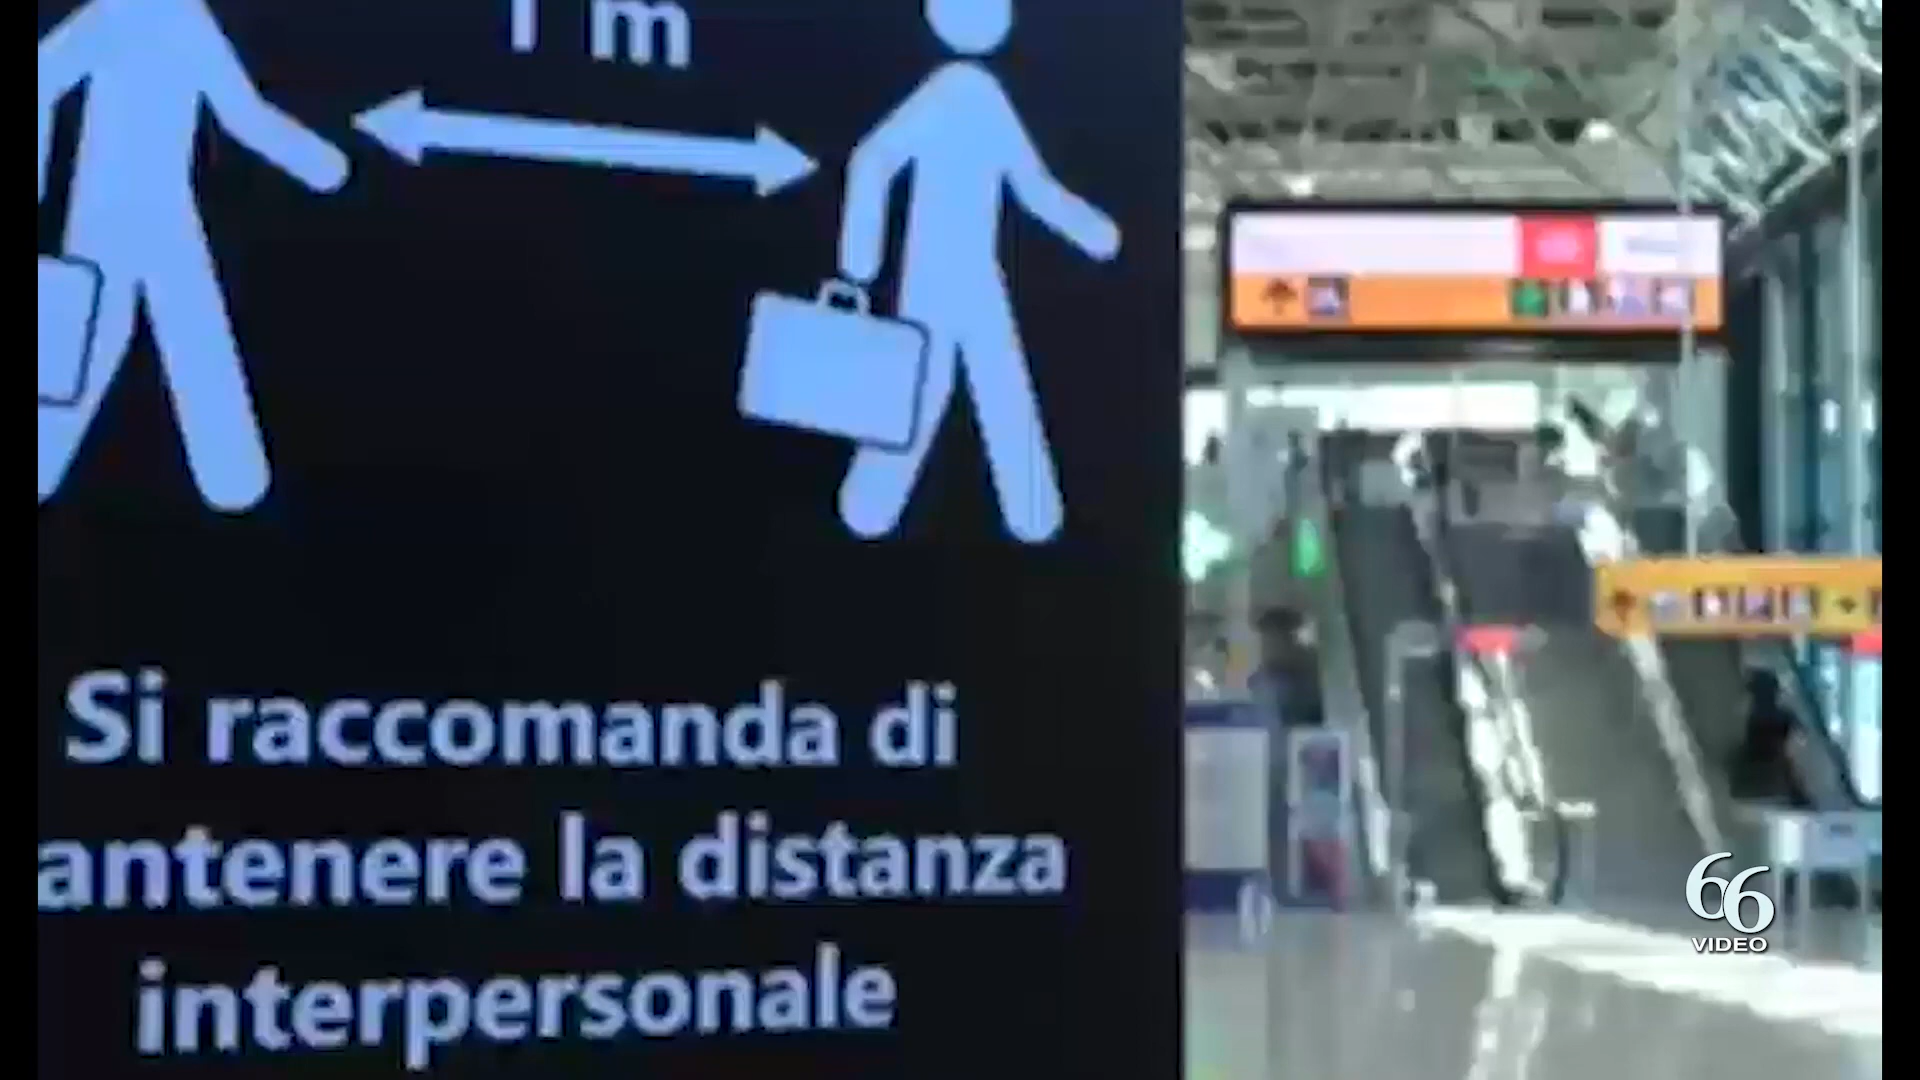 1 m
Si raccomanda di
antenere la distanza
interpersonale
66
VIDEO